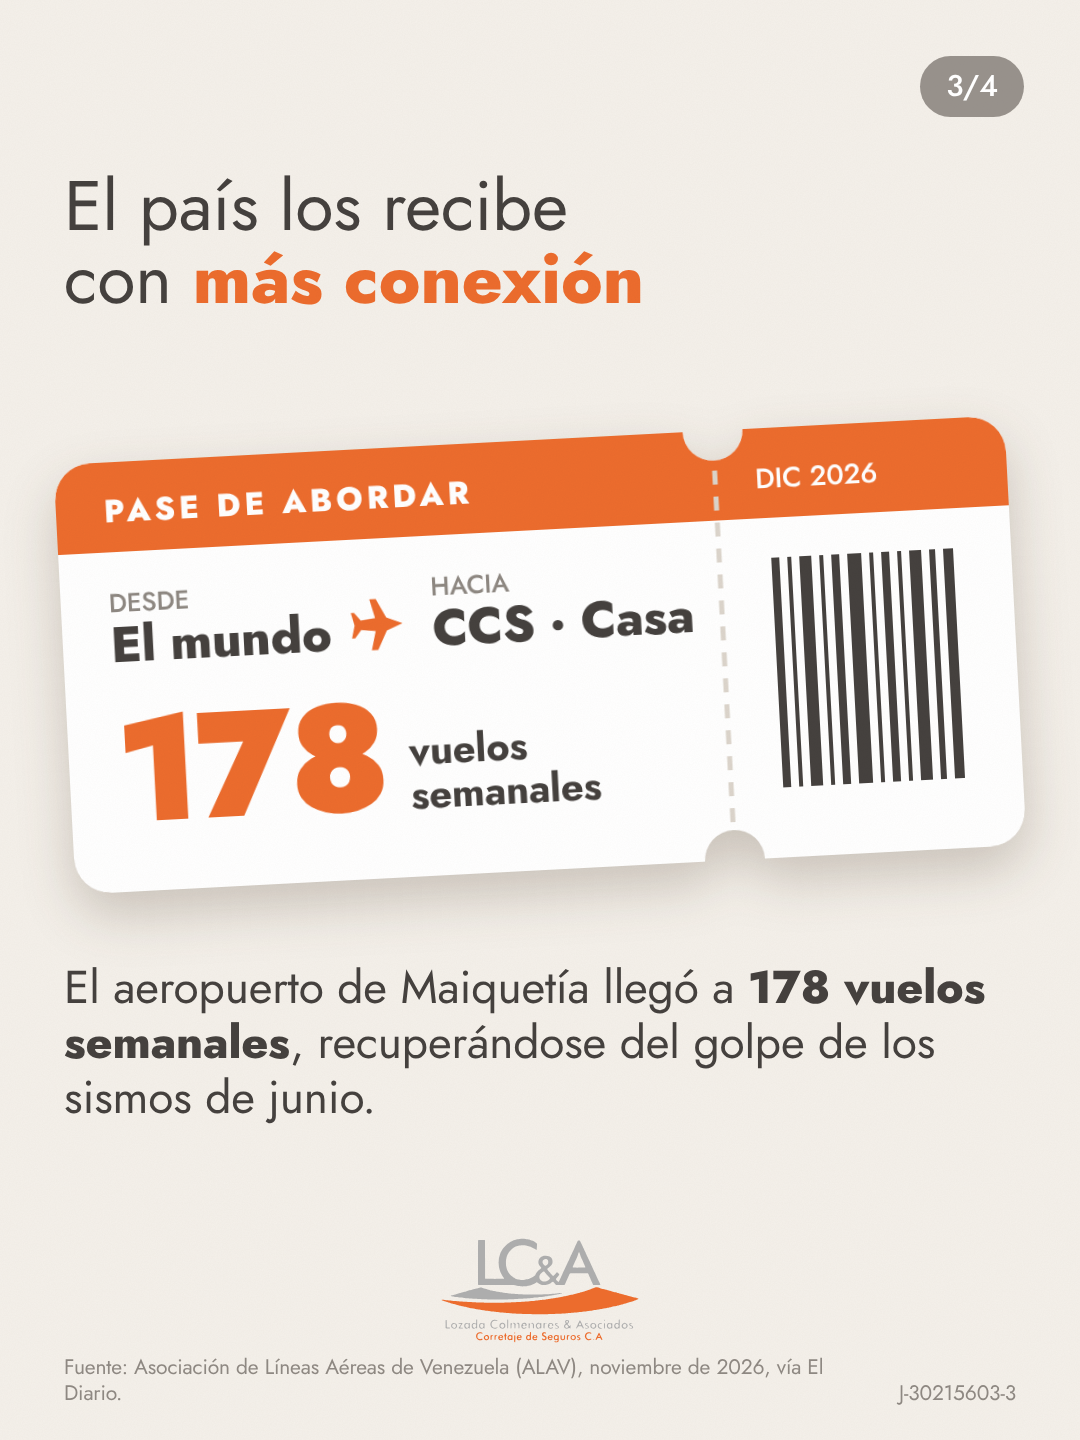 3/4
El país los recibe
con más conexión
PASE DE ABORDAR
DIC 2026
DESDE
El mundo
HACIA
CCS · Casa
178
vuelos
semanales
El aeropuerto de Maiquetía llegó a 178 vuelos
semanales, recuperándose del golpe de los
sismos de junio.
LC&A
Lozada Colmenares & Asociados
Corretaje de Seguros C.A
Fuente: Asociación de Líneas Aéreas de Venezuela (ALAV), noviembre de 2026, vía El
Diario.
J-30215603-3